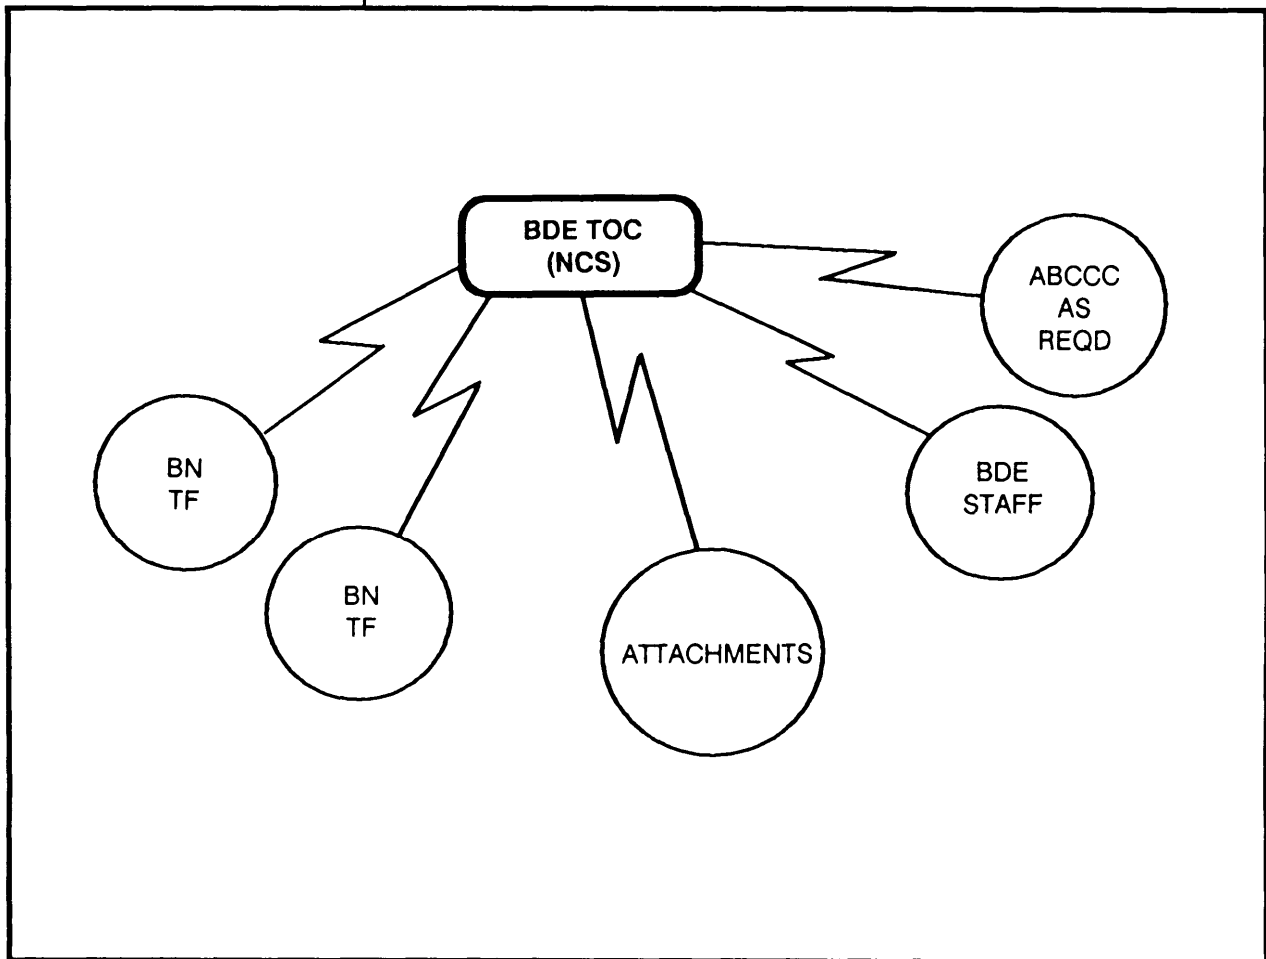 BDE TOC
(NCS)
ABCCC
AS
REQD
BN
TF
BDE
STAFF
BN
TF
ATTACHMENTS